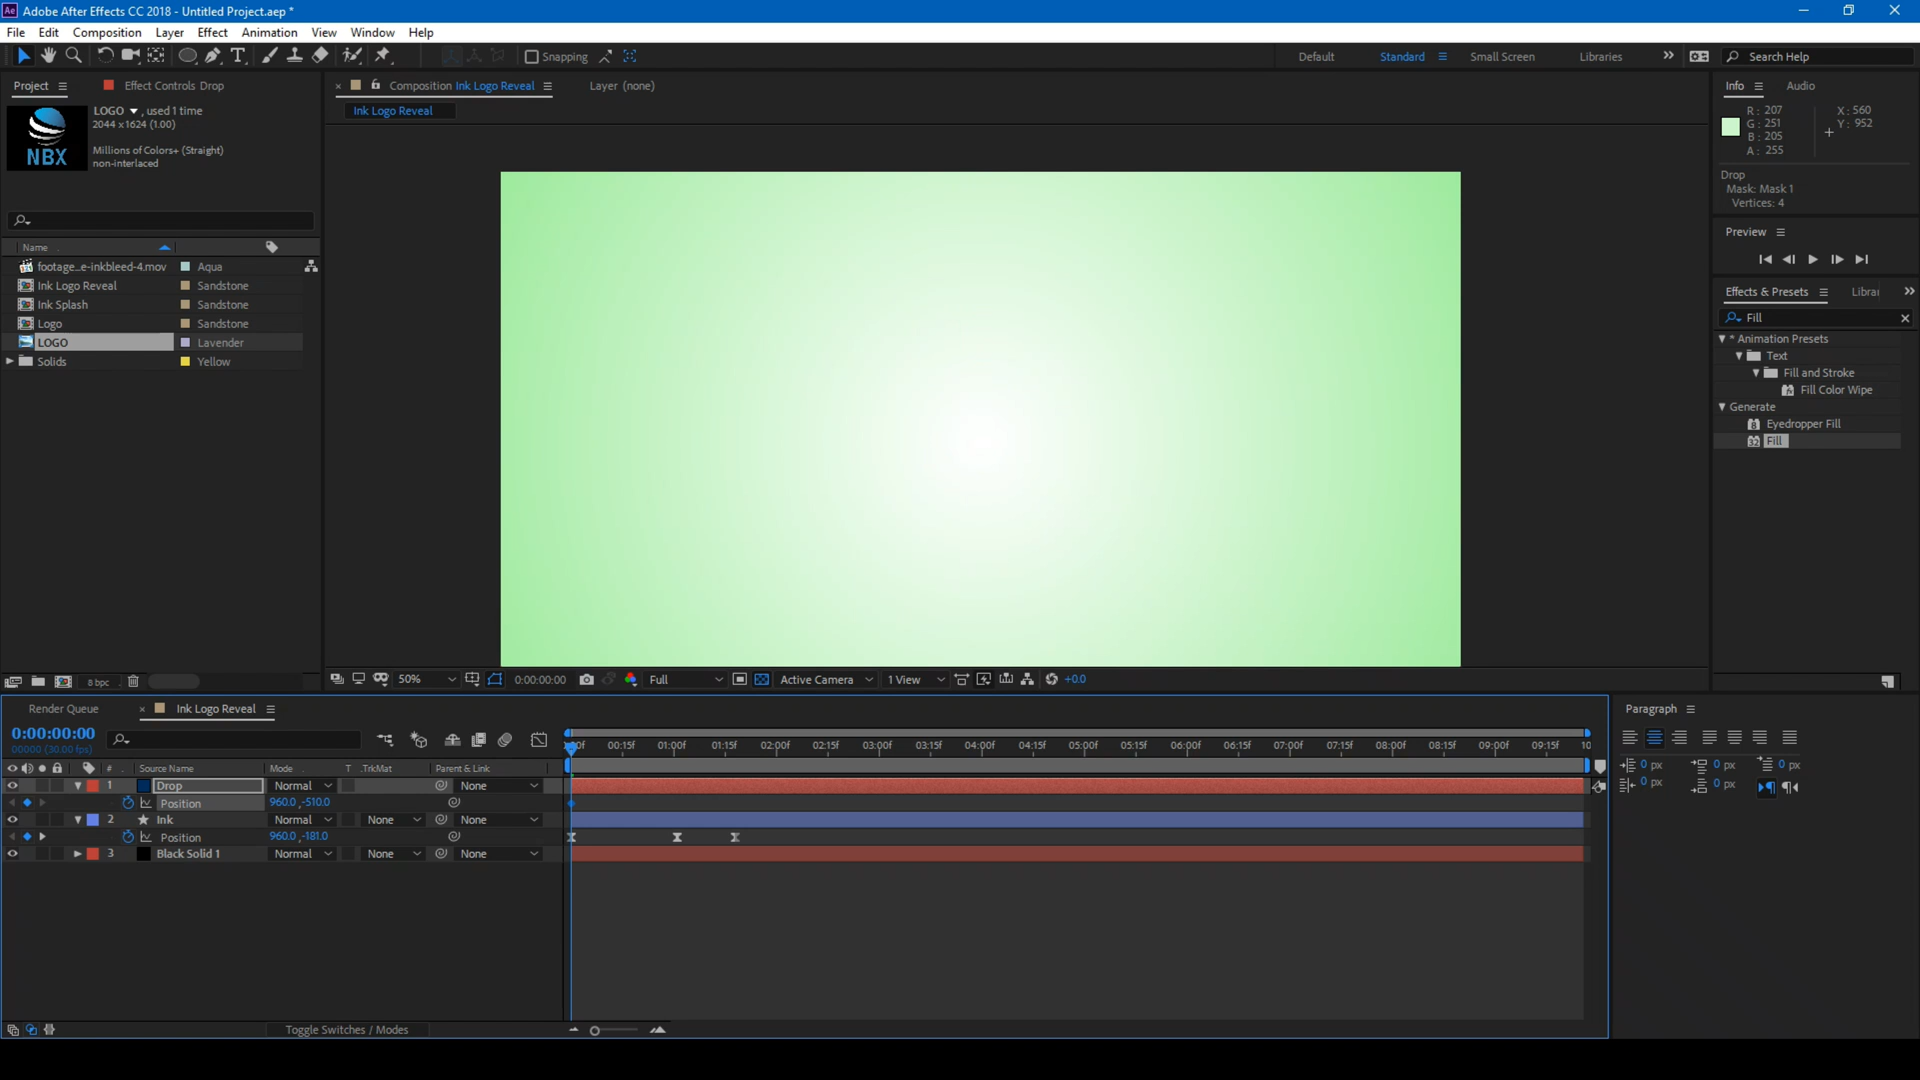 Ae Adobe After Effects CC 2018 - Untitled Project.aep *
File Edit Composition Layer Effect Animation View Window Help
Snapping Default Standard Small Screen Libraries Search Help
Project Effect Controls Drop
LOGO , used 1 time
2044 x 1624 (1.00)
Millions of Colors+ (Straight)
non-interlaced
NBX
Name
footage...e-inkbleed-4.mov Aqua
Ink Logo Reveal Sandstone
Ink Splash Sandstone
Logo Sandstone
LOGO Lavender
Solids Yellow
8 bpc
Composition Ink Logo Reveal Layer (none)
Ink Logo Reveal
50% 0:00:00:00 Full Active Camera 1 View +0.0
Info Audio
R: 207 X: 560
G: 251 Y: 952
B: 205
A: 255
Drop
Mask: Mask 1
Vertices: 4
Preview
Effects & Presets Librar
Fill
* Animation Presets
Text
Fill and Stroke
Fill Color Wipe
Generate
Eyedropper Fill
Fill
Render Queue Ink Logo Reveal
0:00:00:00
00000 (30.00 fps)
00:15f 01:00f 01:15f 02:00f 02:15f 03:00f 03:15f 04:00f 04:15f 05:00f 05:15f 06:00f 06:15f 07:00f 07:15f 08:00f 08:15f 09:00f 09:15f 10
# Source Name Mode T .TrkMat Parent & Link
1 Drop Normal None
Position 960.0,-510.0
2 Ink Normal None None
Position 960.0,-181.0
3 Black Solid 1 Normal None None
Toggle Switches / Modes
Paragraph
0 px 0 px 0 px
0 px 0 px